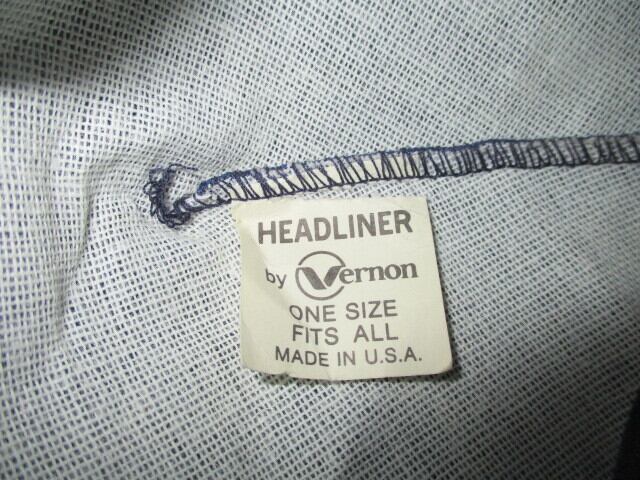 HEADLINER
by Vernon
ONE SIZE
FITS ALL
MADE IN U.S.A.